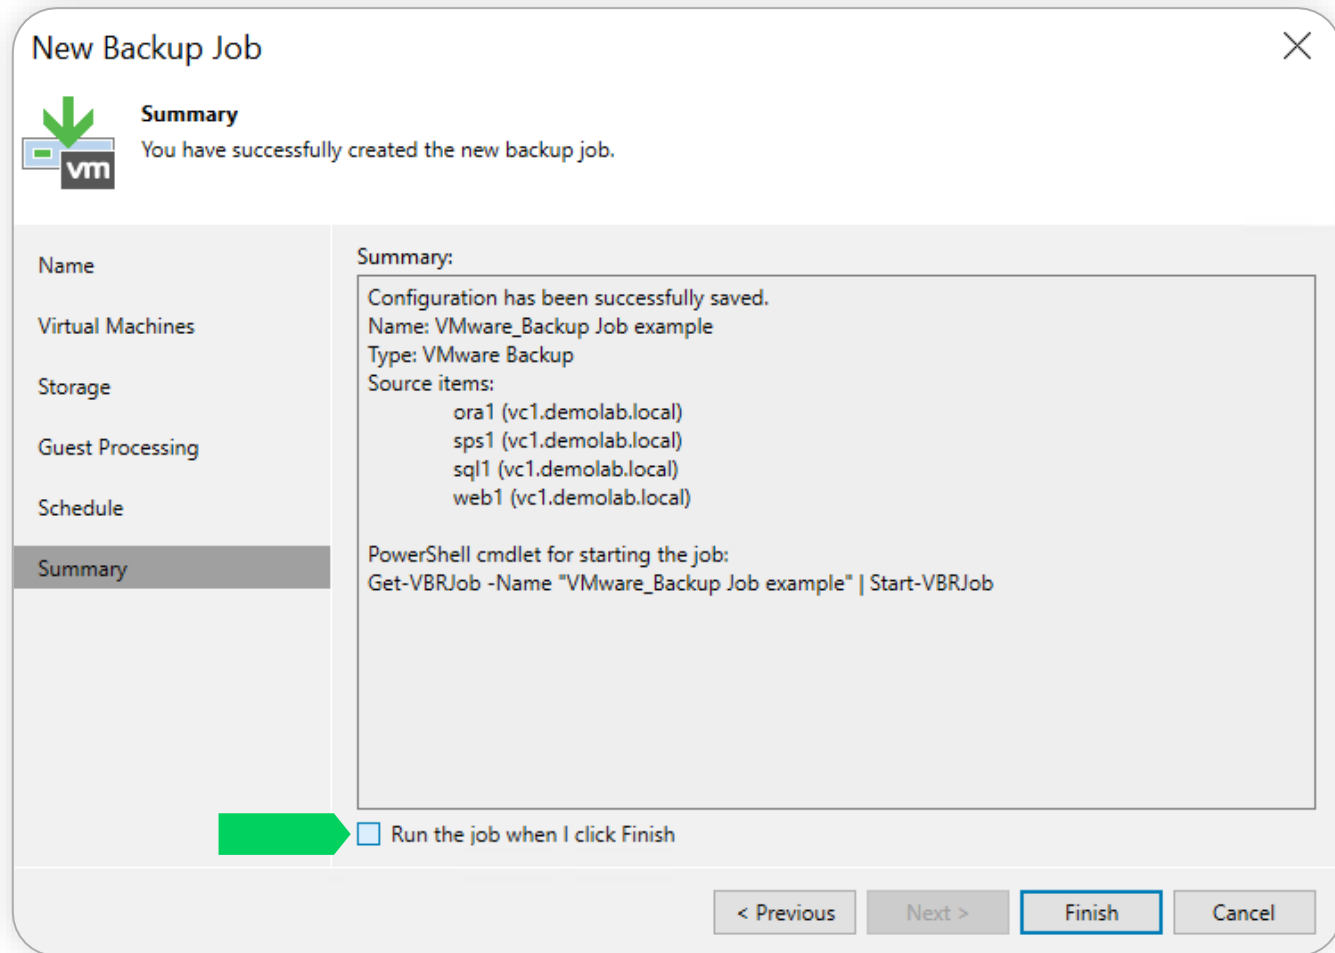 New Backup Job
Summary
You have successfully created the new backup job.
vm
Name
Virtual Machines
Storage
Guest Processing
Schedule
Summary
Summary:
Configuration has been successfully saved.
Name: VMware_Backup Job example
Type: VMware Backup
Source items:
ora1 (vc1.demolab.local)
sps1 (vc1.demolab.local)
sql1 (vc1.demolab.local)
web1 (vc1.demolab.local)
PowerShell cmdlet for starting the job:
Get-VBRJob -Name "VMware_Backup Job example" | Start-VBRJob
Run the job when I click Finish
< Previous
Next >
Finish
Cancel